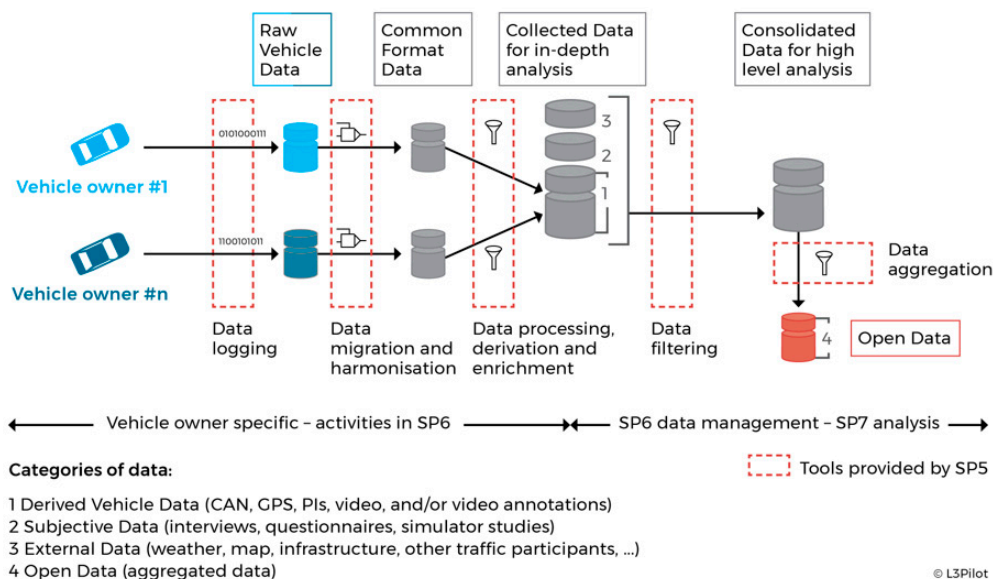 Raw
Vehicle
Data
Common
Format
Data
Collected Data
for in-depth
analysis
Consolidated
Data for high
level analysis
3
2
1
0101000111
Vehicle owner #1
1100101011
Vehicle owner #n
Data
logging
Data
migration and
harmonisation
Data processing,
derivation and
enrichment
Data
filtering
Data
aggregation
4
Open Data
Vehicle owner specific – activities in SP6
SP6 data management – SP7 analysis
Categories of data:
Tools provided by SP5
1 Derived Vehicle Data (CAN, GPS, PIs, video, and/or video annotations)
2 Subjective Data (interviews, questionnaires, simulator studies)
3 External Data (weather, map, infrastructure, other traffic participants, ...)
4 Open Data (aggregated data)
© L3Pilot